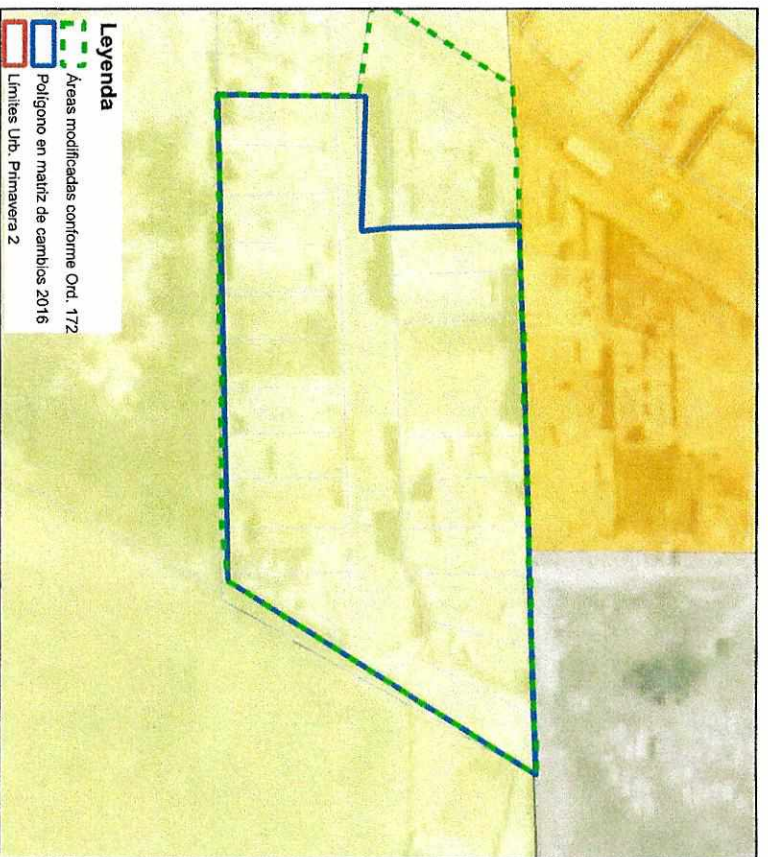 Leyenda
Áreas modificadas conforme Ord. 172
Polígono en matriz de cambios 2016
Límites Urb. Primavera 2